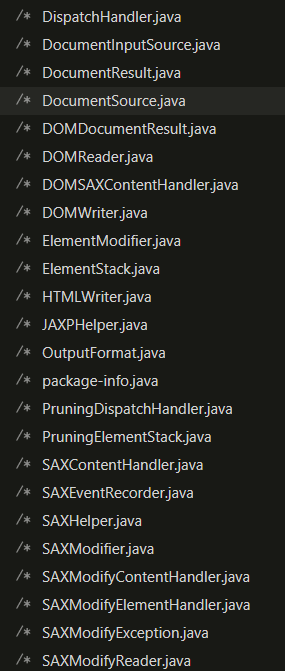 /* DispatchHandler.java
/* DocumentInputSource.java
/* DocumentResult.java
/* DocumentSource.java
/* DOMDocumentResult.java
/* DOMReader.java
/* DOMSAXContentHandler.java
/* DOMWriter.java
/* ElementModifier.java
/* ElementStack.java
/* HTMLWriter.java
/* JAXPHelper.java
/* OutputFormat.java
/* package-info.java
/* PruningDispatchHandler.java
/* PruningElementStack.java
/* SAXContentHandler.java
/* SAXEventRecorder.java
/* SAXHelper.java
/* SAXModifier.java
/* SAXModifyContentHandler.java
/* SAXModifyElementHandler.java
/* SAXModifyException.java
/* SAXModifyReader.java